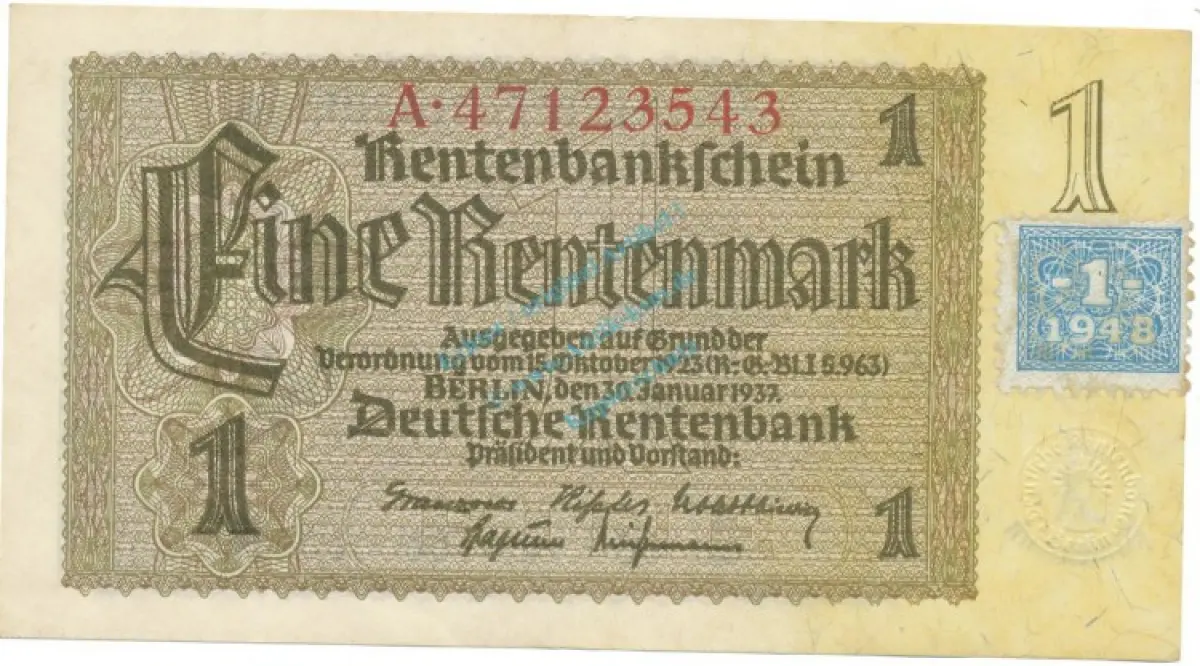 A·47123543
1
1
Rentenbankschein
Eine Rentenmark
-1-
1948
Ausgegeben auf Grund der
Verordnung vom 15. Oktober 1923 (R.-G.-Bl. I S. 963)
BERLIN, den 30. Januar 1937.
Deutsche Rentenbank
Präsident und Vorstand:
1
1